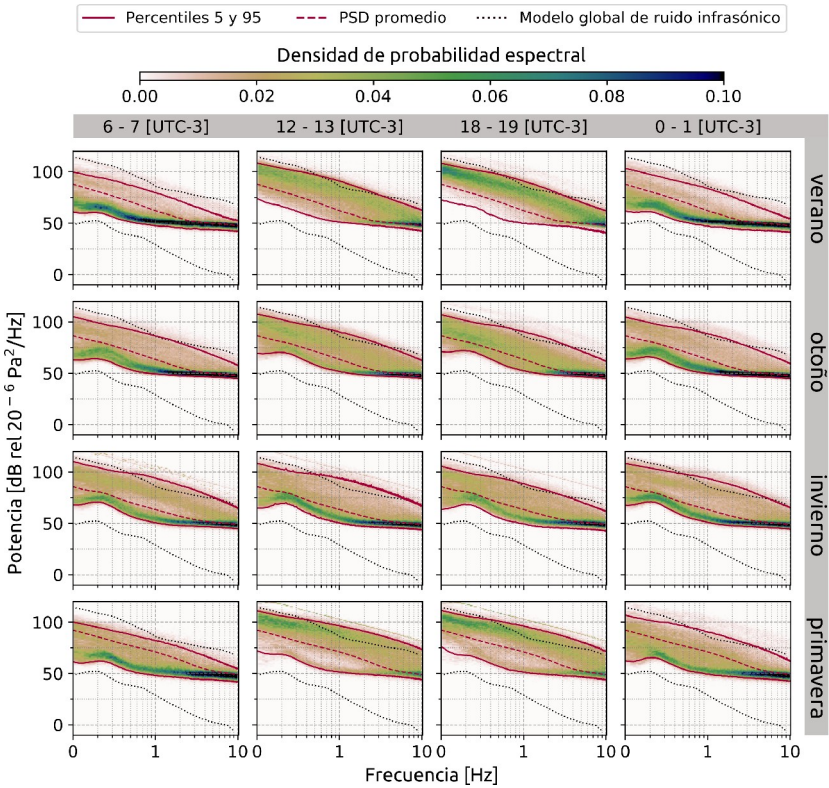 Percentiles 5 y 95 PSD promedio Modelo global de ruido infrasónico
Densidad de probabilidad espectral
0.00 0.02 0.04 0.06 0.08 0.10
6 - 7 [UTC-3] 12 - 13 [UTC-3] 18 - 19 [UTC-3] 0 - 1 [UTC-3]
Potencia [dB rel 20⁻⁶ Pa²/Hz]
100
50
0
verano
100
50
0
otoño
100
50
0
invierno
100
50
0
primavera
0 1 10 0 1 10 0 1 10 0 1 10
Frecuencia [Hz]